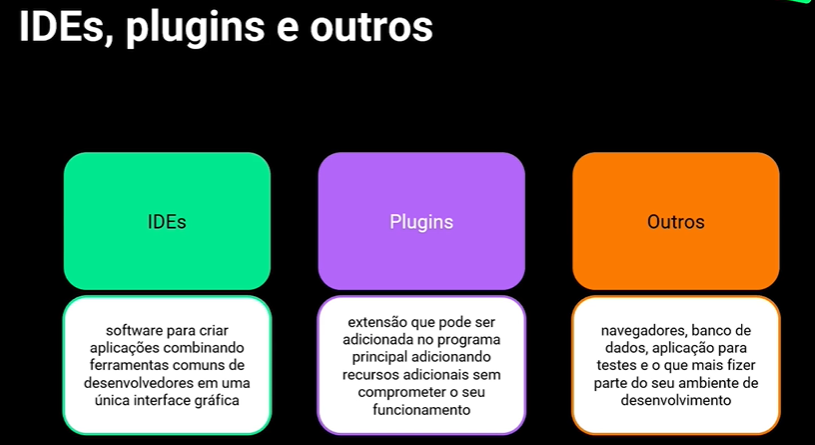 IDEs, plugins e outros
IDEs
software para criar
aplicações combinando
ferramentas comuns de
desenvolvedores em uma
única interface gráfica
Plugins
extensão que pode ser
adicionada no programa
principal adicionando
recursos adicionais sem
comprometer o seu
funcionamento
Outros
navegadores, banco de
dados, aplicação para
testes e o que mais fizer
parte do seu ambiente de
desenvolvimento